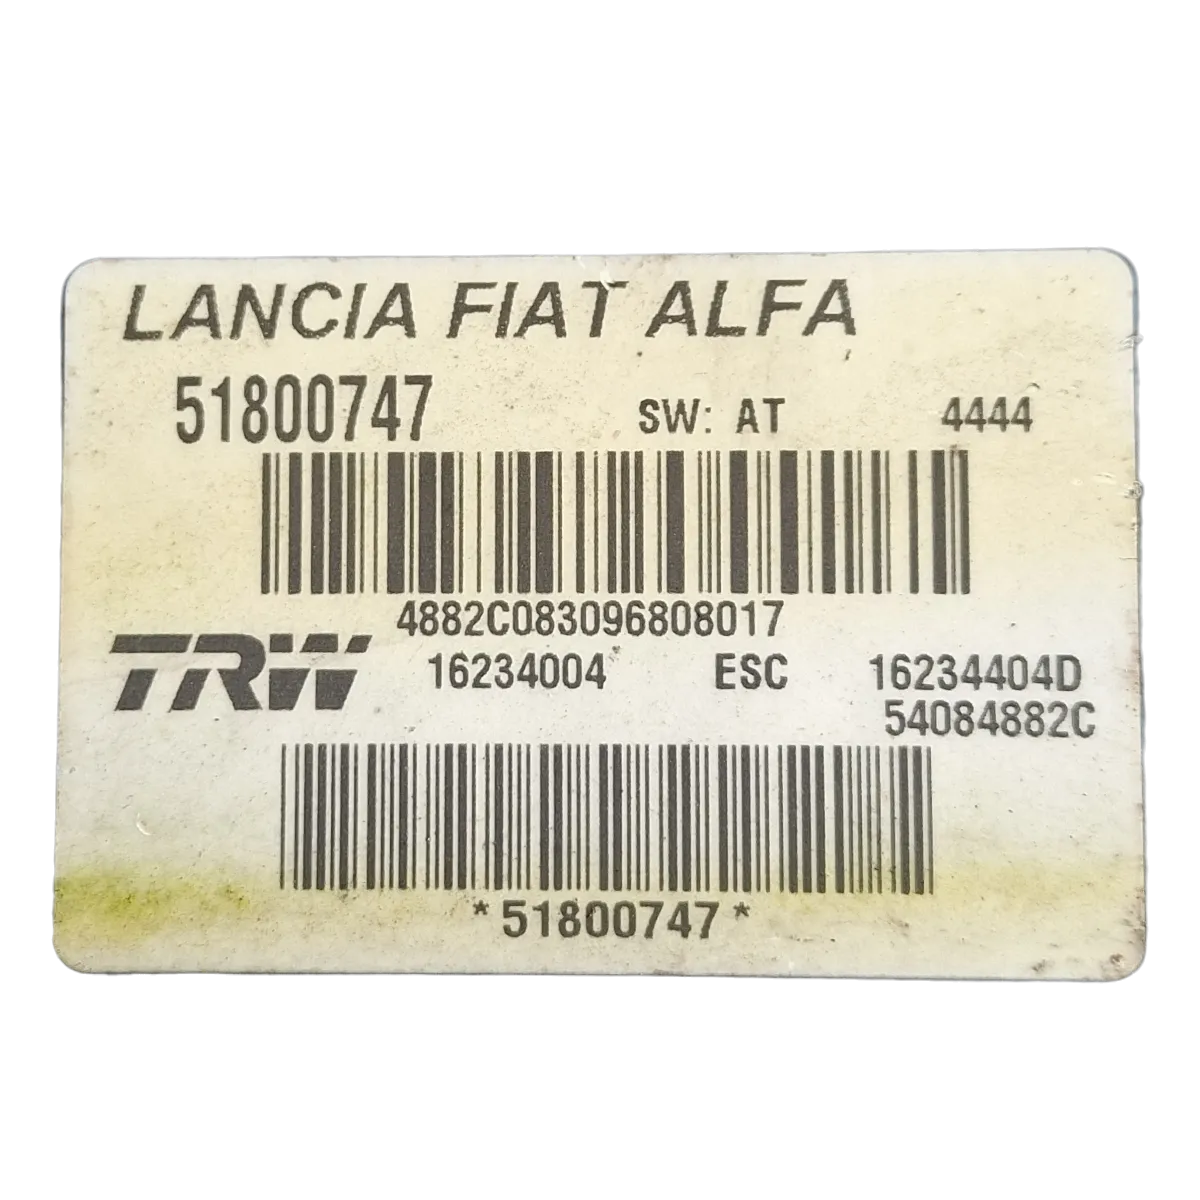 LANCIA FIAT ALFA
51800747 SW: AT 4444
4882C083096808017
TRW 16234004 ESC 16234404D
54084882C
*51800747*